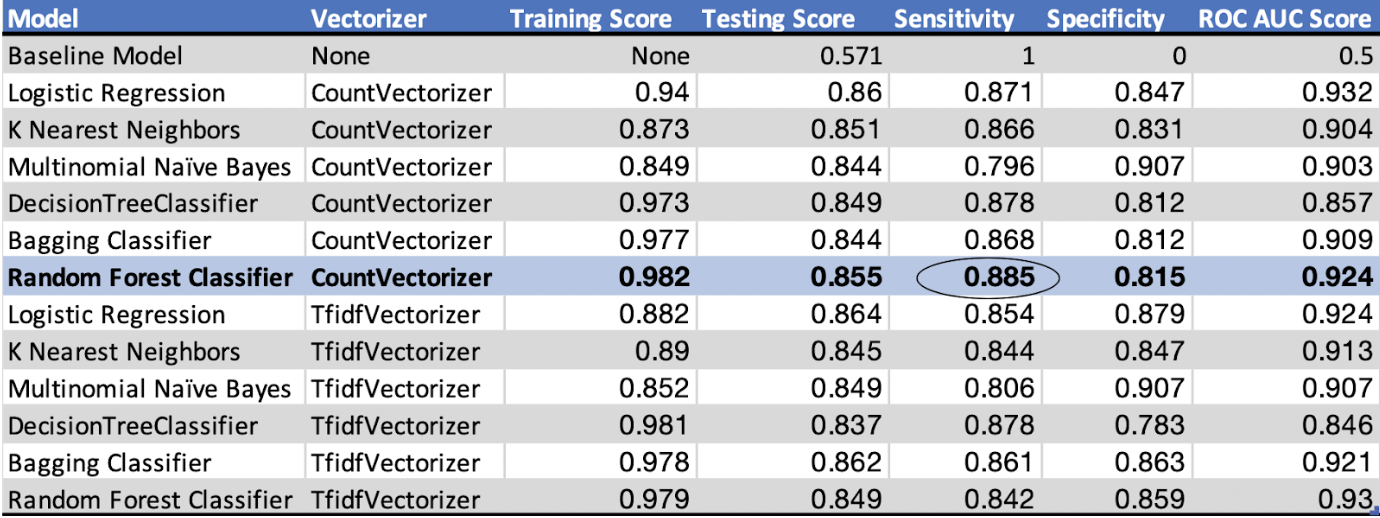 Model Vectorizer Training Score Testing Score Sensitivity Specificity ROC AUC Score
Baseline Model None None 0.571 1 0 0.5
Logistic Regression CountVectorizer 0.94 0.86 0.871 0.847 0.932
K Nearest Neighbors CountVectorizer 0.873 0.851 0.866 0.831 0.904
Multinomial Naïve Bayes CountVectorizer 0.849 0.844 0.796 0.907 0.903
DecisionTreeClassifier CountVectorizer 0.973 0.849 0.878 0.812 0.857
Bagging Classifier CountVectorizer 0.977 0.844 0.868 0.812 0.909
Random Forest Classifier CountVectorizer 0.982 0.855 0.885 0.815 0.924
Logistic Regression TfidfVectorizer 0.882 0.864 0.854 0.879 0.924
K Nearest Neighbors TfidfVectorizer 0.89 0.845 0.844 0.847 0.913
Multinomial Naïve Bayes TfidfVectorizer 0.852 0.849 0.806 0.907 0.907
DecisionTreeClassifier TfidfVectorizer 0.981 0.837 0.878 0.783 0.846
Bagging Classifier TfidfVectorizer 0.978 0.862 0.861 0.863 0.921
Random Forest Classifier TfidfVectorizer 0.979 0.849 0.842 0.859 0.93